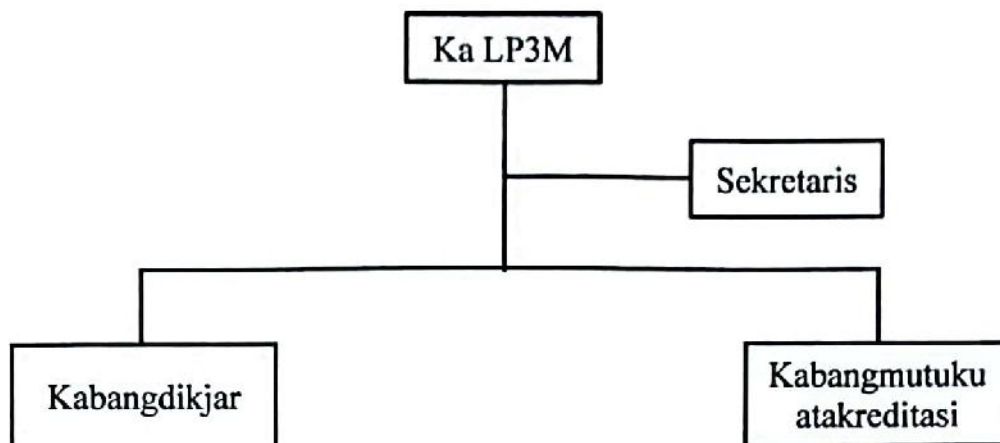 Ka LP3M
Sekretaris
Kabangdikjar
Kabangmutuku
atakreditasi